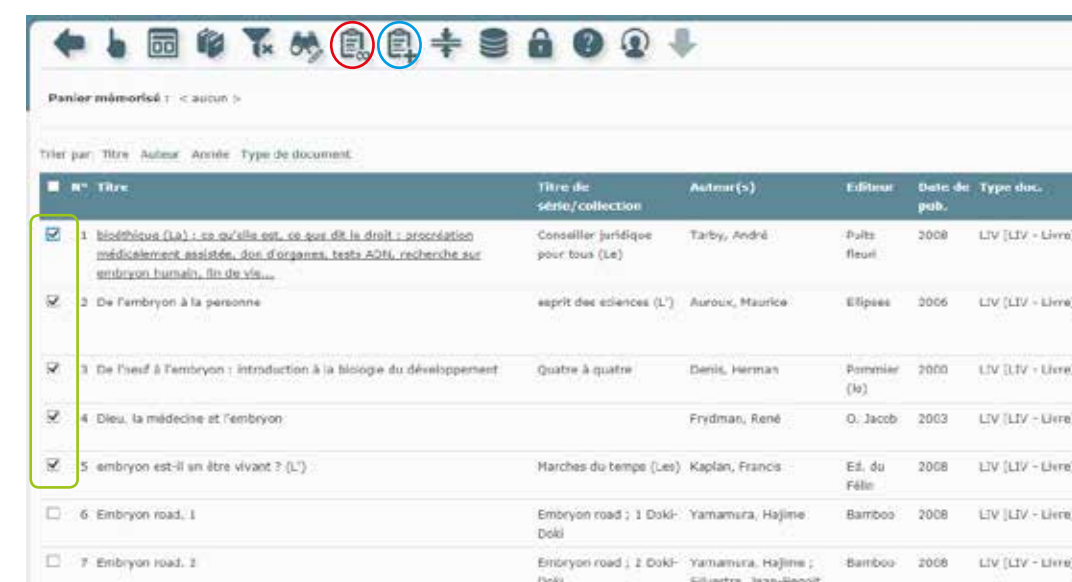 Panier mémorisé : < aucun >
Trier par: Titre Auteur Année Type de document
N° Titre Titre de série/collection Auteur(s) Editeur Date de pub. Type doc.
1 bioéthique (La) : ce qu'elle est, ce que dit le droit : procréation Conseiller juridique Tarby, André Puits 2008 LIV [LIV - Livre]
médicalement assistée, don d'organes, tests ADN, recherche sur pour tous (Le) fleuri
embryon humain, fin de vie...
2 De l'embryon à la personne esprit des sciences (L') Auroux, Maurice Ellipses 2006 LIV [LIV - Livre]
3 De l'oeuf à l'embryon : introduction à la biologie du développement Quatre à quatre Denis, Herman Pommier 2000 LIV [LIV - Livre]
(le)
4 Dieu, la médecine et l'embryon Frydman, René O. Jacob 2003 LIV [LIV - Livre]
5 embryon est-il un être vivant ? (L') Marches du temps (Les) Kaplan, Francis Ed. du 2008 LIV [LIV - Livre]
Félin
6 Embryon road. 1 Embryon road ; 1 Doki- Yamamura, Hajime Bamboo 2008 LIV [LIV - Livre]
Doki
7 Embryon road. 2 Embryon road ; 2 Doki- Yamamura, Hajime ; Bamboo 2008 LIV [LIV - Livre]
Doki Silvestre, Jean-Benoit